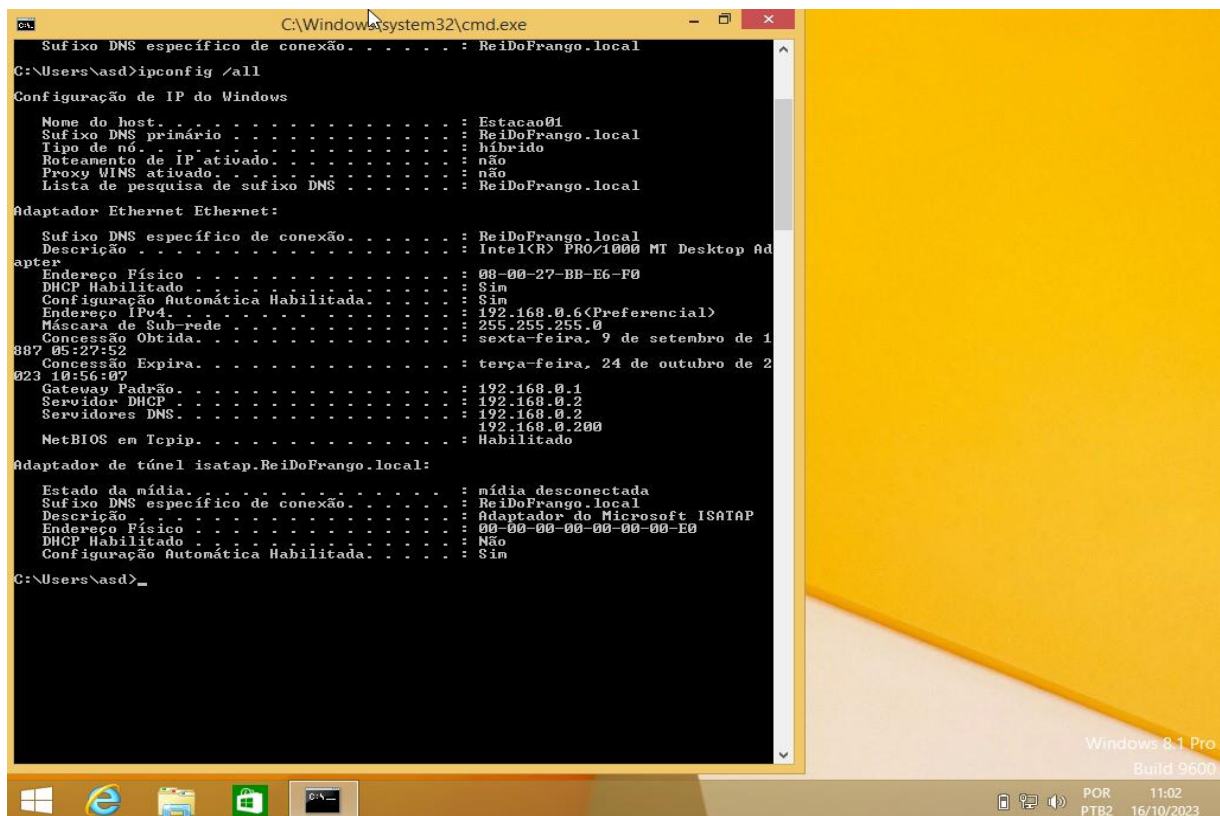 C:\Windows\system32\cmd.exe
Sufixo DNS específico de conexão. . . . . . : ReiDoFrango.local
C:\Users\asd>ipconfig /all
Configuração de IP do Windows
Nome do host. . . . . . . . . . . . . . . . : Estacao01
Sufixo DNS primário . . . . . . . . . . . . : ReiDoFrango.local
Tipo de nó. . . . . . . . . . . . . . . . . : híbrido
Roteamento de IP ativado. . . . . . . . . . : não
Proxy WINS ativado. . . . . . . . . . . . . : não
Lista de pesquisa de sufixo DNS . . . . . . : ReiDoFrango.local
Adaptador Ethernet Ethernet:
Sufixo DNS específico de conexão. . . . . . : ReiDoFrango.local
Descrição . . . . . . . . . . . . . . . . . : Intel(R) PRO/1000 MT Desktop Ad
apter
Endereço Físico . . . . . . . . . . . . . . : 08-00-27-BB-E6-F0
DHCP Habilitado . . . . . . . . . . . . . . : Sim
Configuração Automática Habilitada. . . . . : Sim
Endereço IPv4. . . . . . . . . . . . . . . : 192.168.0.6(Preferencial)
Máscara de Sub-rede . . . . . . . . . . . . : 255.255.255.0
Concessão Obtida. . . . . . . . . . . . . . : sexta-feira, 9 de setembro de 1
887 05:27:52
Concessão Expira. . . . . . . . . . . . . . : terça-feira, 24 de outubro de 2
023 10:56:07
Gateway Padrão. . . . . . . . . . . . . . . : 192.168.0.1
Servidor DHCP . . . . . . . . . . . . . . . : 192.168.0.2
Servidores DNS. . . . . . . . . . . . . . . : 192.168.0.2
192.168.0.200
NetBIOS em Tcpip. . . . . . . . . . . . . . : Habilitado
Adaptador de túnel isatap.ReiDoFrango.local:
Estado da mídia. . . . . . . . . . . . . . : mídia desconectada
Sufixo DNS específico de conexão. . . . . . : ReiDoFrango.local
Descrição . . . . . . . . . . . . . . . . . : Adaptador do Microsoft ISATAP
Endereço Físico . . . . . . . . . . . . . . : 00-00-00-00-00-00-00-E0
DHCP Habilitado . . . . . . . . . . . . . . : Não
Configuração Automática Habilitada. . . . . : Sim
C:\Users\asd>_
Windows 8.1 Pro
Build 9600
POR 11:02
PTB2 16/10/2023